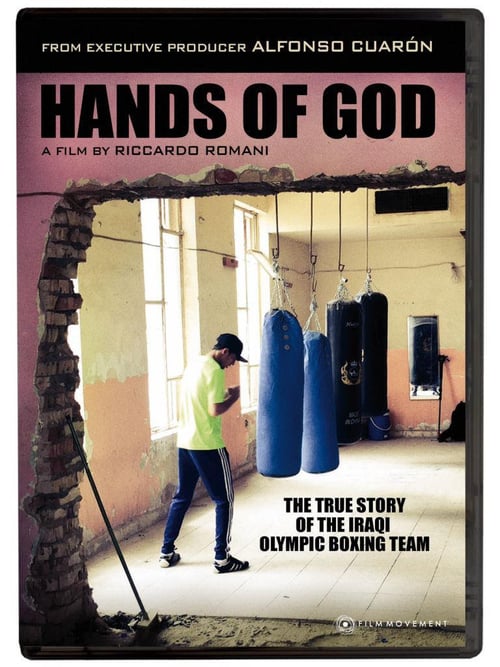 FROM EXECUTIVE PRODUCER ALFONSO CUARÓN
HANDS OF GOD
A FILM BY RICCARDO ROMANI
THE TRUE STORY
OF THE IRAQI
OLYMPIC BOXING TEAM
FILM MOVEMENT